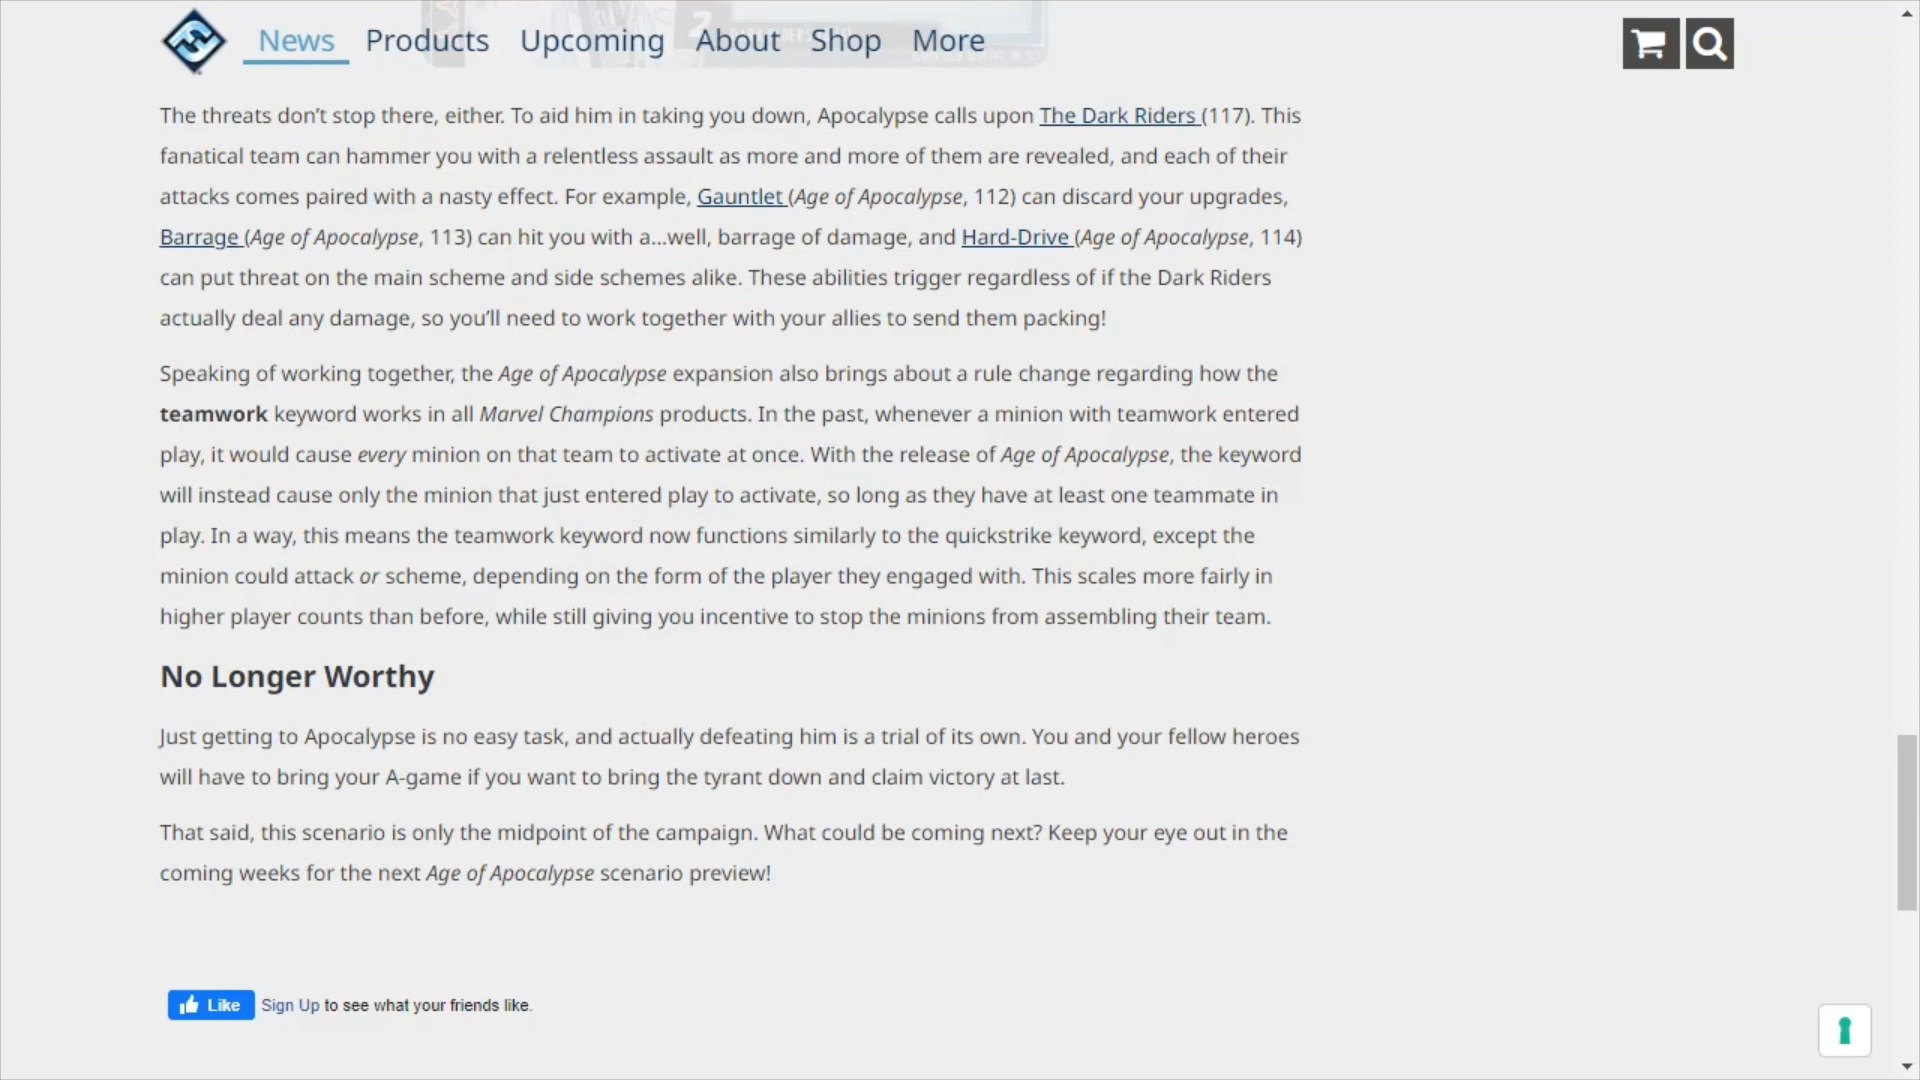 News Products Upcoming About Shop More
The threats don’t stop there, either. To aid him in taking you down, Apocalypse calls upon The Dark Riders (117). This
fanatical team can hammer you with a relentless assault as more and more of them are revealed, and each of their
attacks comes paired with a nasty effect. For example, Gauntlet (Age of Apocalypse, 112) can discard your upgrades,
Barrage (Age of Apocalypse, 113) can hit you with a…well, barrage of damage, and Hard-Drive (Age of Apocalypse, 114)
can put threat on the main scheme and side schemes alike. These abilities trigger regardless of if the Dark Riders
actually deal any damage, so you’ll need to work together with your allies to send them packing!
Speaking of working together, the Age of Apocalypse expansion also brings about a rule change regarding how the
teamwork keyword works in all Marvel Champions products. In the past, whenever a minion with teamwork entered
play, it would cause every minion on that team to activate at once. With the release of Age of Apocalypse, the keyword
will instead cause only the minion that just entered play to activate, so long as they have at least one teammate in
play. In a way, this means the teamwork keyword now functions similarly to the quickstrike keyword, except the
minion could attack or scheme, depending on the form of the player they engaged with. This scales more fairly in
higher player counts than before, while still giving you incentive to stop the minions from assembling their team.
No Longer Worthy
Just getting to Apocalypse is no easy task, and actually defeating him is a trial of its own. You and your fellow heroes
will have to bring your A-game if you want to bring the tyrant down and claim victory at last.
That said, this scenario is only the midpoint of the campaign. What could be coming next? Keep your eye out in the
coming weeks for the next Age of Apocalypse scenario preview!
Like Sign Up to see what your friends like.